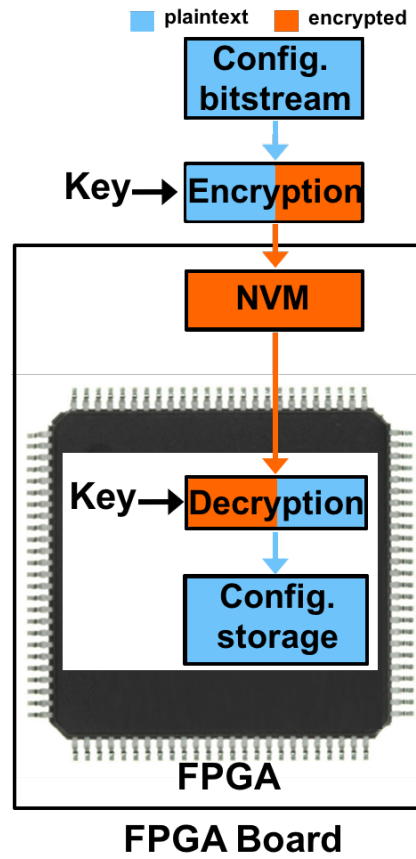 plaintext encrypted
Config.
bitstream
Key
Encryption
NVM
Key
Decryption
Config.
storage
FPGA
FPGA Board